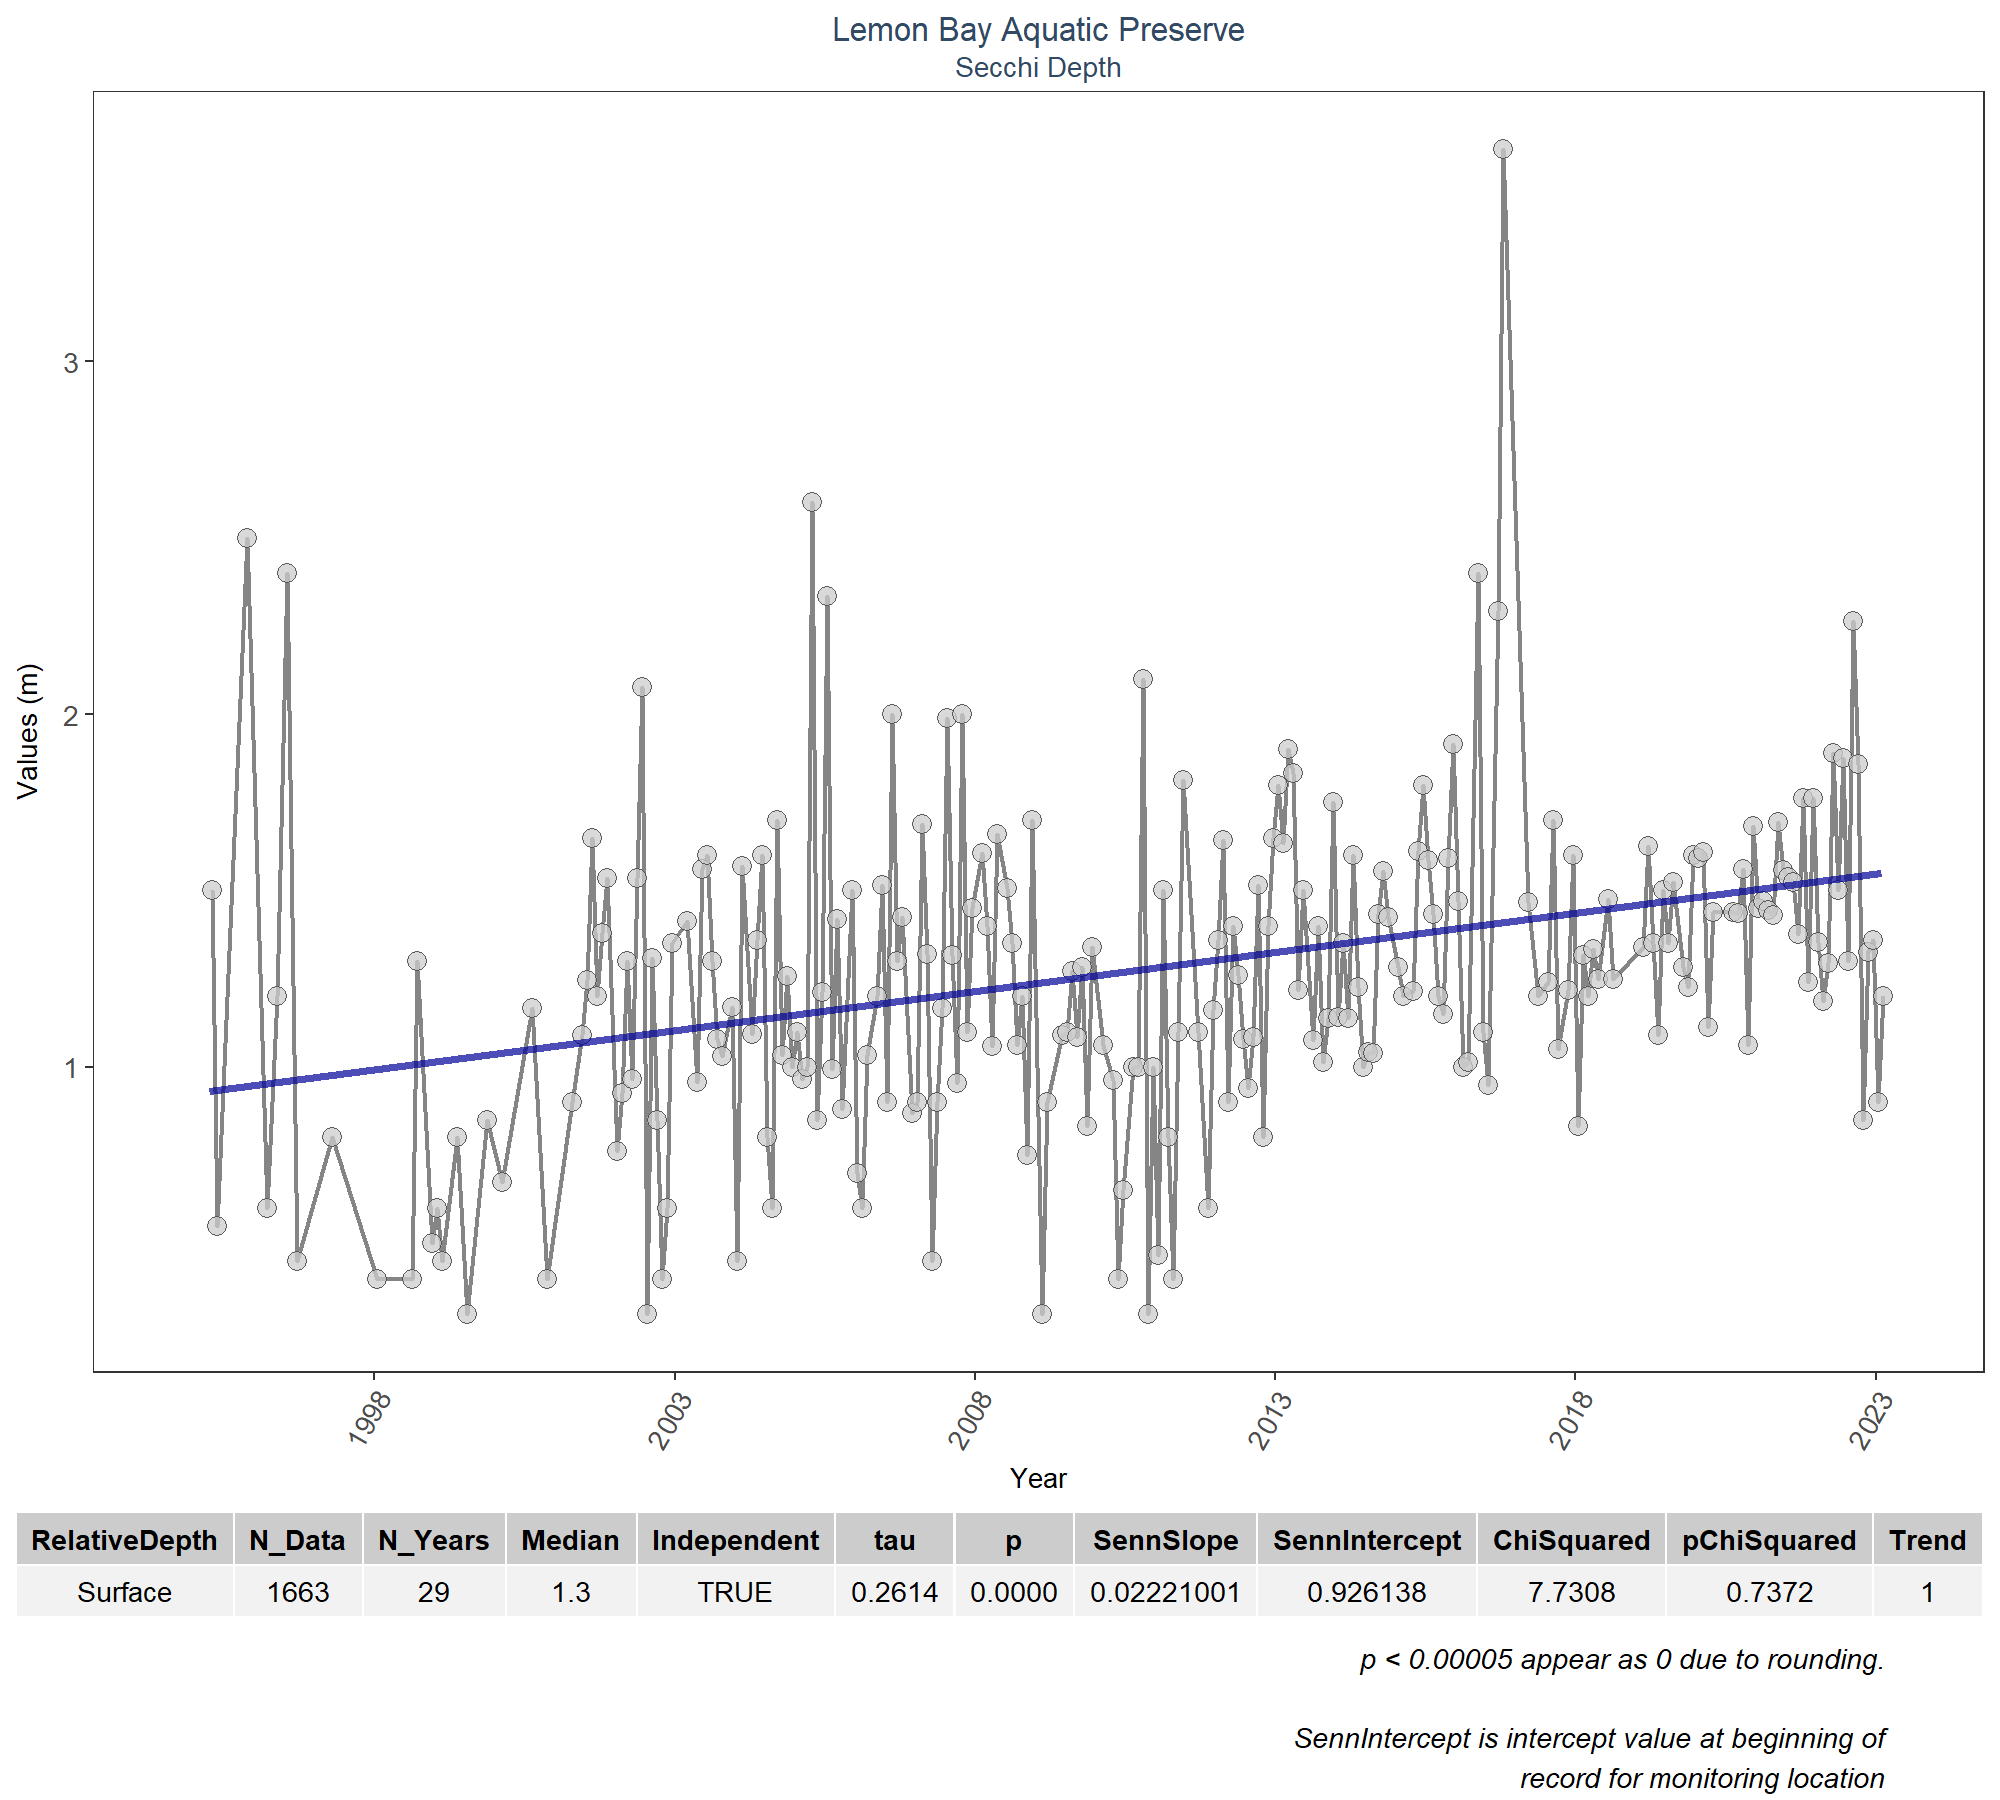 Lemon Bay Aquatic Preserve
Secchi Depth
Values (m)
3
2
1
1998
2003
2008
2013
2018
2023
Year
RelativeDepth N_Data N_Years Median Independent tau p SennSlope SennIntercept ChiSquared pChiSquared Trend
Surface 1663 29 1.3 TRUE 0.2614 0.0000 0.02221001 0.926138 7.7308 0.7372 1
p < 0.00005 appear as 0 due to rounding.
SennIntercept is intercept value at beginning of
record for monitoring location